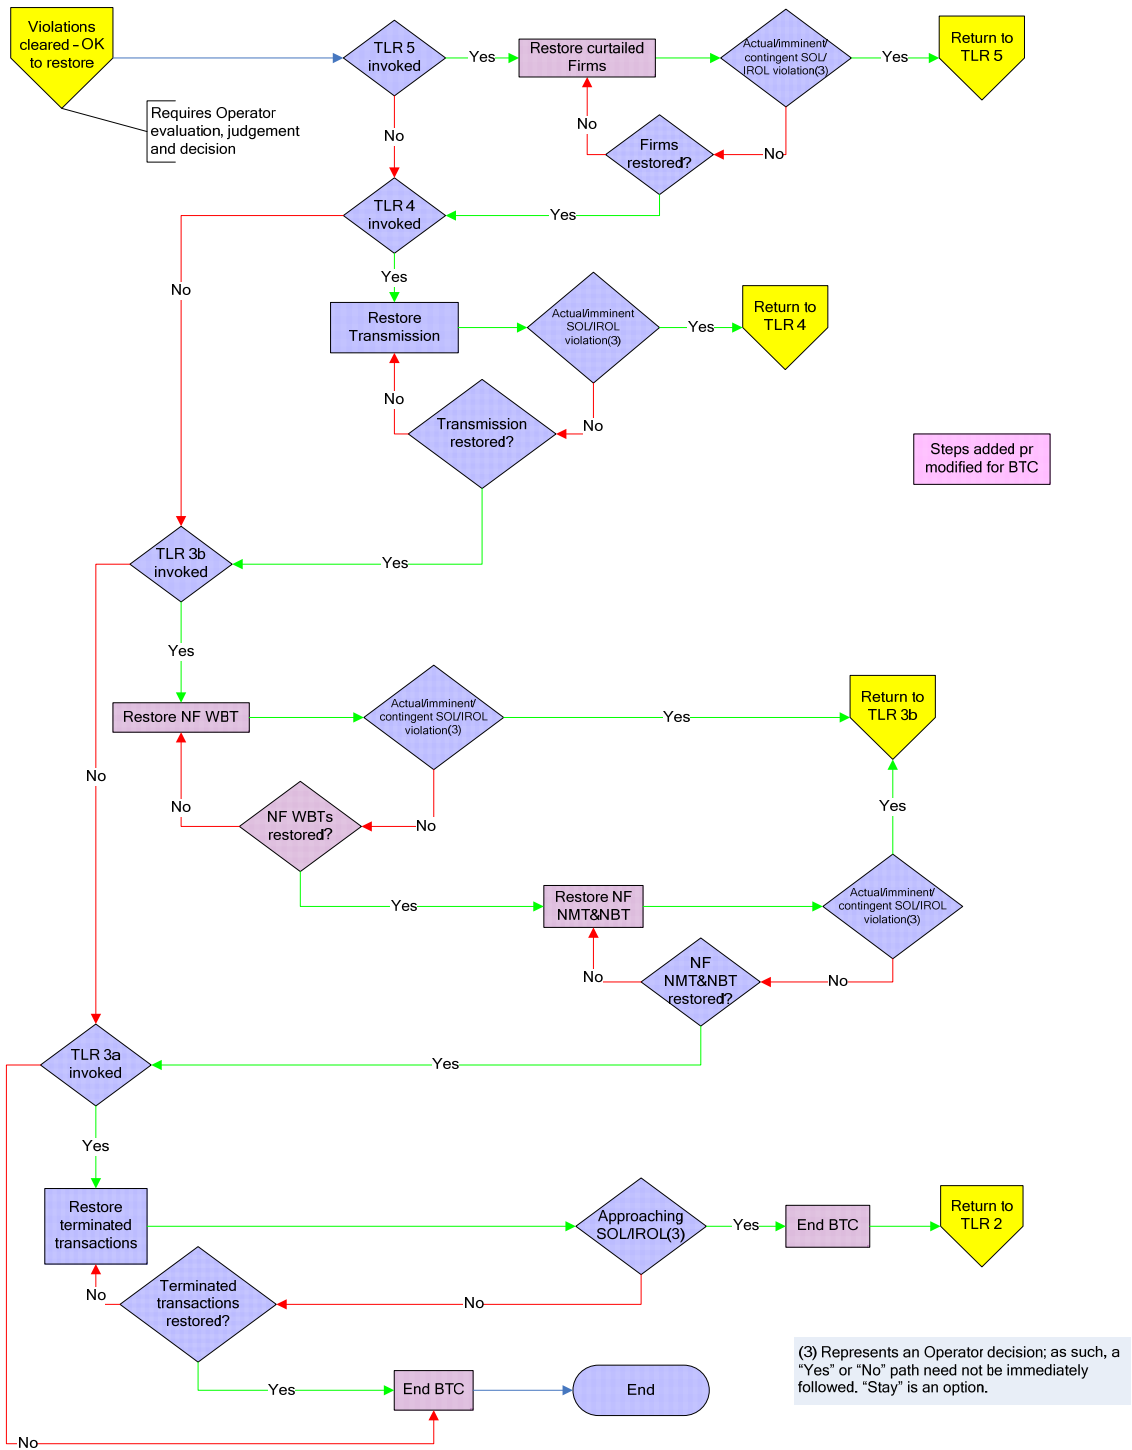 Violations
cleared – OK
to restore
TLR 5
invoked
Yes
Restore curtailed
Firms
Actual/imminent/
contingent SOL/
IROL violation(3)
Yes
Return to
TLR 5
Requires Operator
evaluation, judgement
and decision
No
No
Firms
restored?
No
TLR 4
invoked
Yes
No
Yes
Restore
Transmission
Actual/imminent
SOL/IROL
violation(3)
Yes
Return to
TLR 4
No
Transmission
restored?
No
Steps added pr
modified for BTC
TLR 3b
invoked
Yes
Yes
Restore NF WBT
Actual/imminent/
contingent SOL/IROL
violation(3)
Yes
Return to
TLR 3b
No
No
NF WBTs
restored?
No
Yes
Yes
Restore NF
NMT&NBT
Actual/imminent/
contingent SOL/IROL
violation(3)
No
NF
NMT&NBT
restored?
No
TLR 3a
invoked
Yes
Yes
Restore
terminated
transactions
Approaching
SOL/IROL(3)
Yes
End BTC
Return to
TLR 2
No
Terminated
transactions
restored?
No
Yes
End BTC
End
No
(3) Represents an Operator decision; as such, a
“Yes” or “No” path need not be immediately
followed. “Stay” is an option.